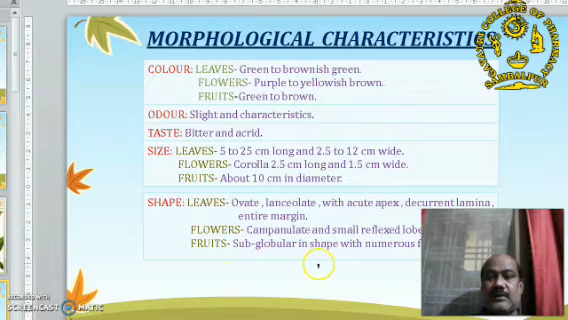 MORPHOLOGICAL CHARACTERISTICS
COLOUR: LEAVES- Green to brownish green.
FLOWERS- Purple to yellowish brown.
FRUITS-Green to brown.
ODOUR: Slight and characteristics.
TASTE: Bitter and acrid.
SIZE: LEAVES- 5 to 25 cm long and 2.5 to 12 cm wide.
FLOWERS- Corolla 2.5 cm long and 1.5 cm wide.
FRUITS- About 10 cm in diameter.
SHAPE: LEAVES- Ovate , lanceolate , with acute apex , decurrent lamina ,
entire margin.
FLOWERS- Campanulate and small reflexed lobe
FRUITS- Sub-globular in shape with numerous
COLLEGE OF PHARMACY
SAMBALPUR
RECORDED WITH
SCREENCAST MATIC